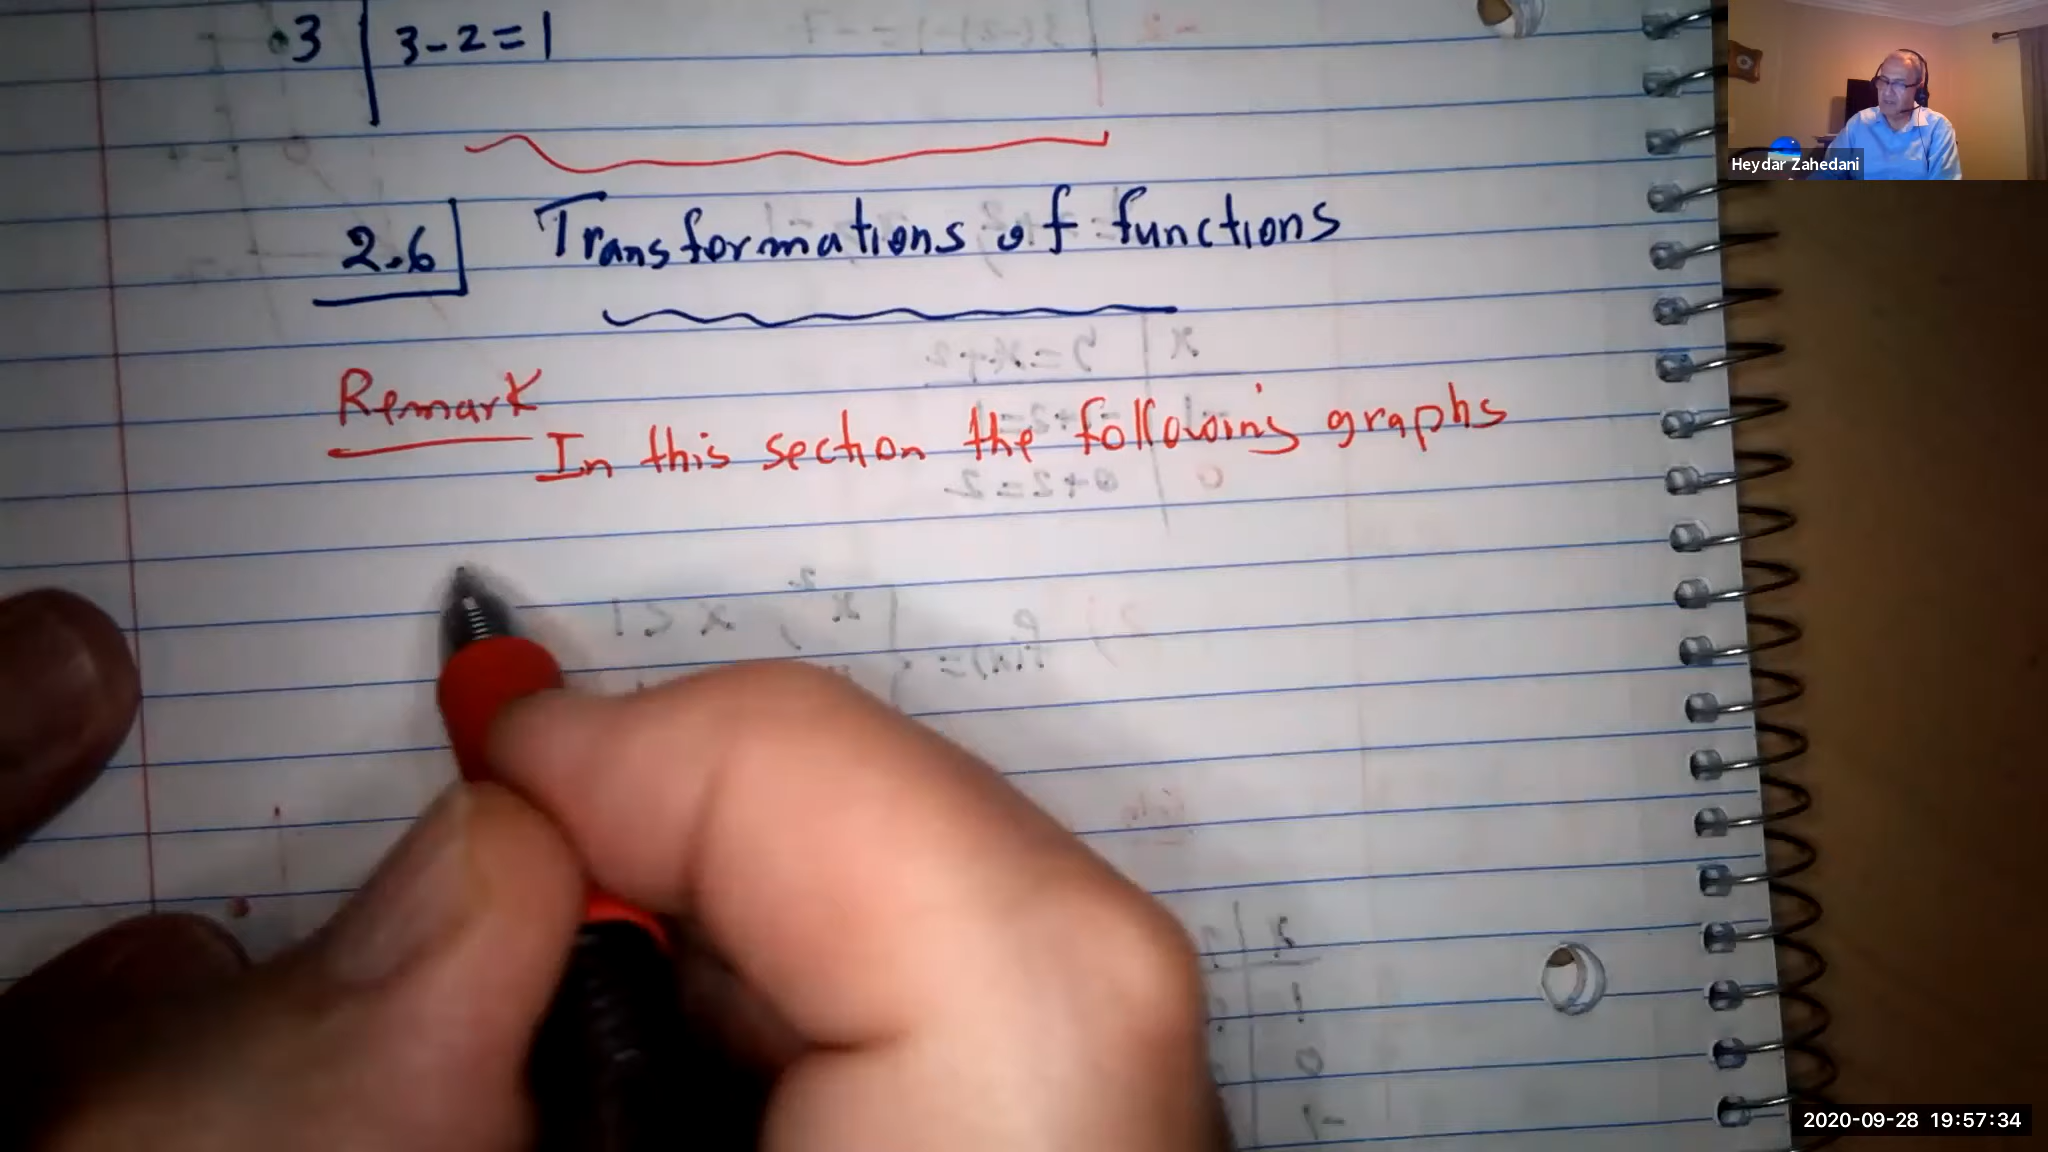 3 | 3-2=1
2.6 Transformations of functions
Remark
In this section the following graphs
Heydar Zahedani
2020-09-28 19:57:34